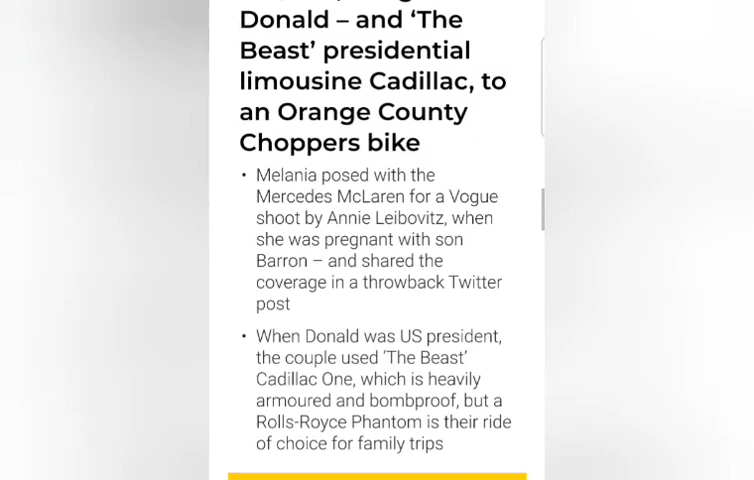 Donald – and ‘The
Beast’ presidential
limousine Cadillac, to
an Orange County
Choppers bike
• Melania posed with the
Mercedes McLaren for a Vogue
shoot by Annie Leibovitz, when
she was pregnant with son
Barron – and shared the
coverage in a throwback Twitter
post
• When Donald was US president,
the couple used ‘The Beast’
Cadillac One, which is heavily
armoured and bombproof, but a
Rolls-Royce Phantom is their ride
of choice for family trips